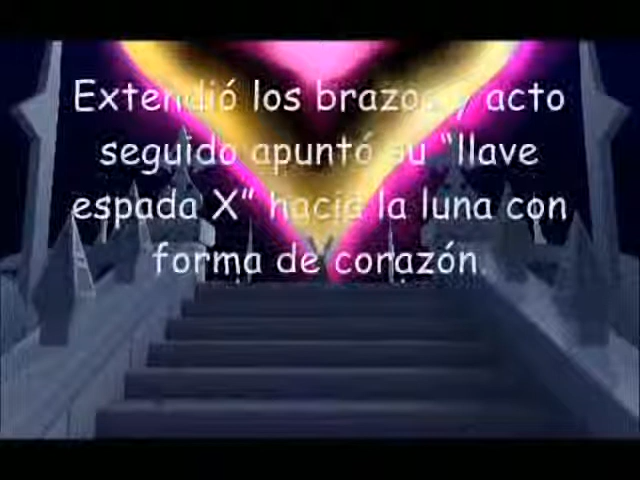 Extendió los brazos y acto
seguido apuntó su “llave
espada X” hacia la luna con
forma de corazón.